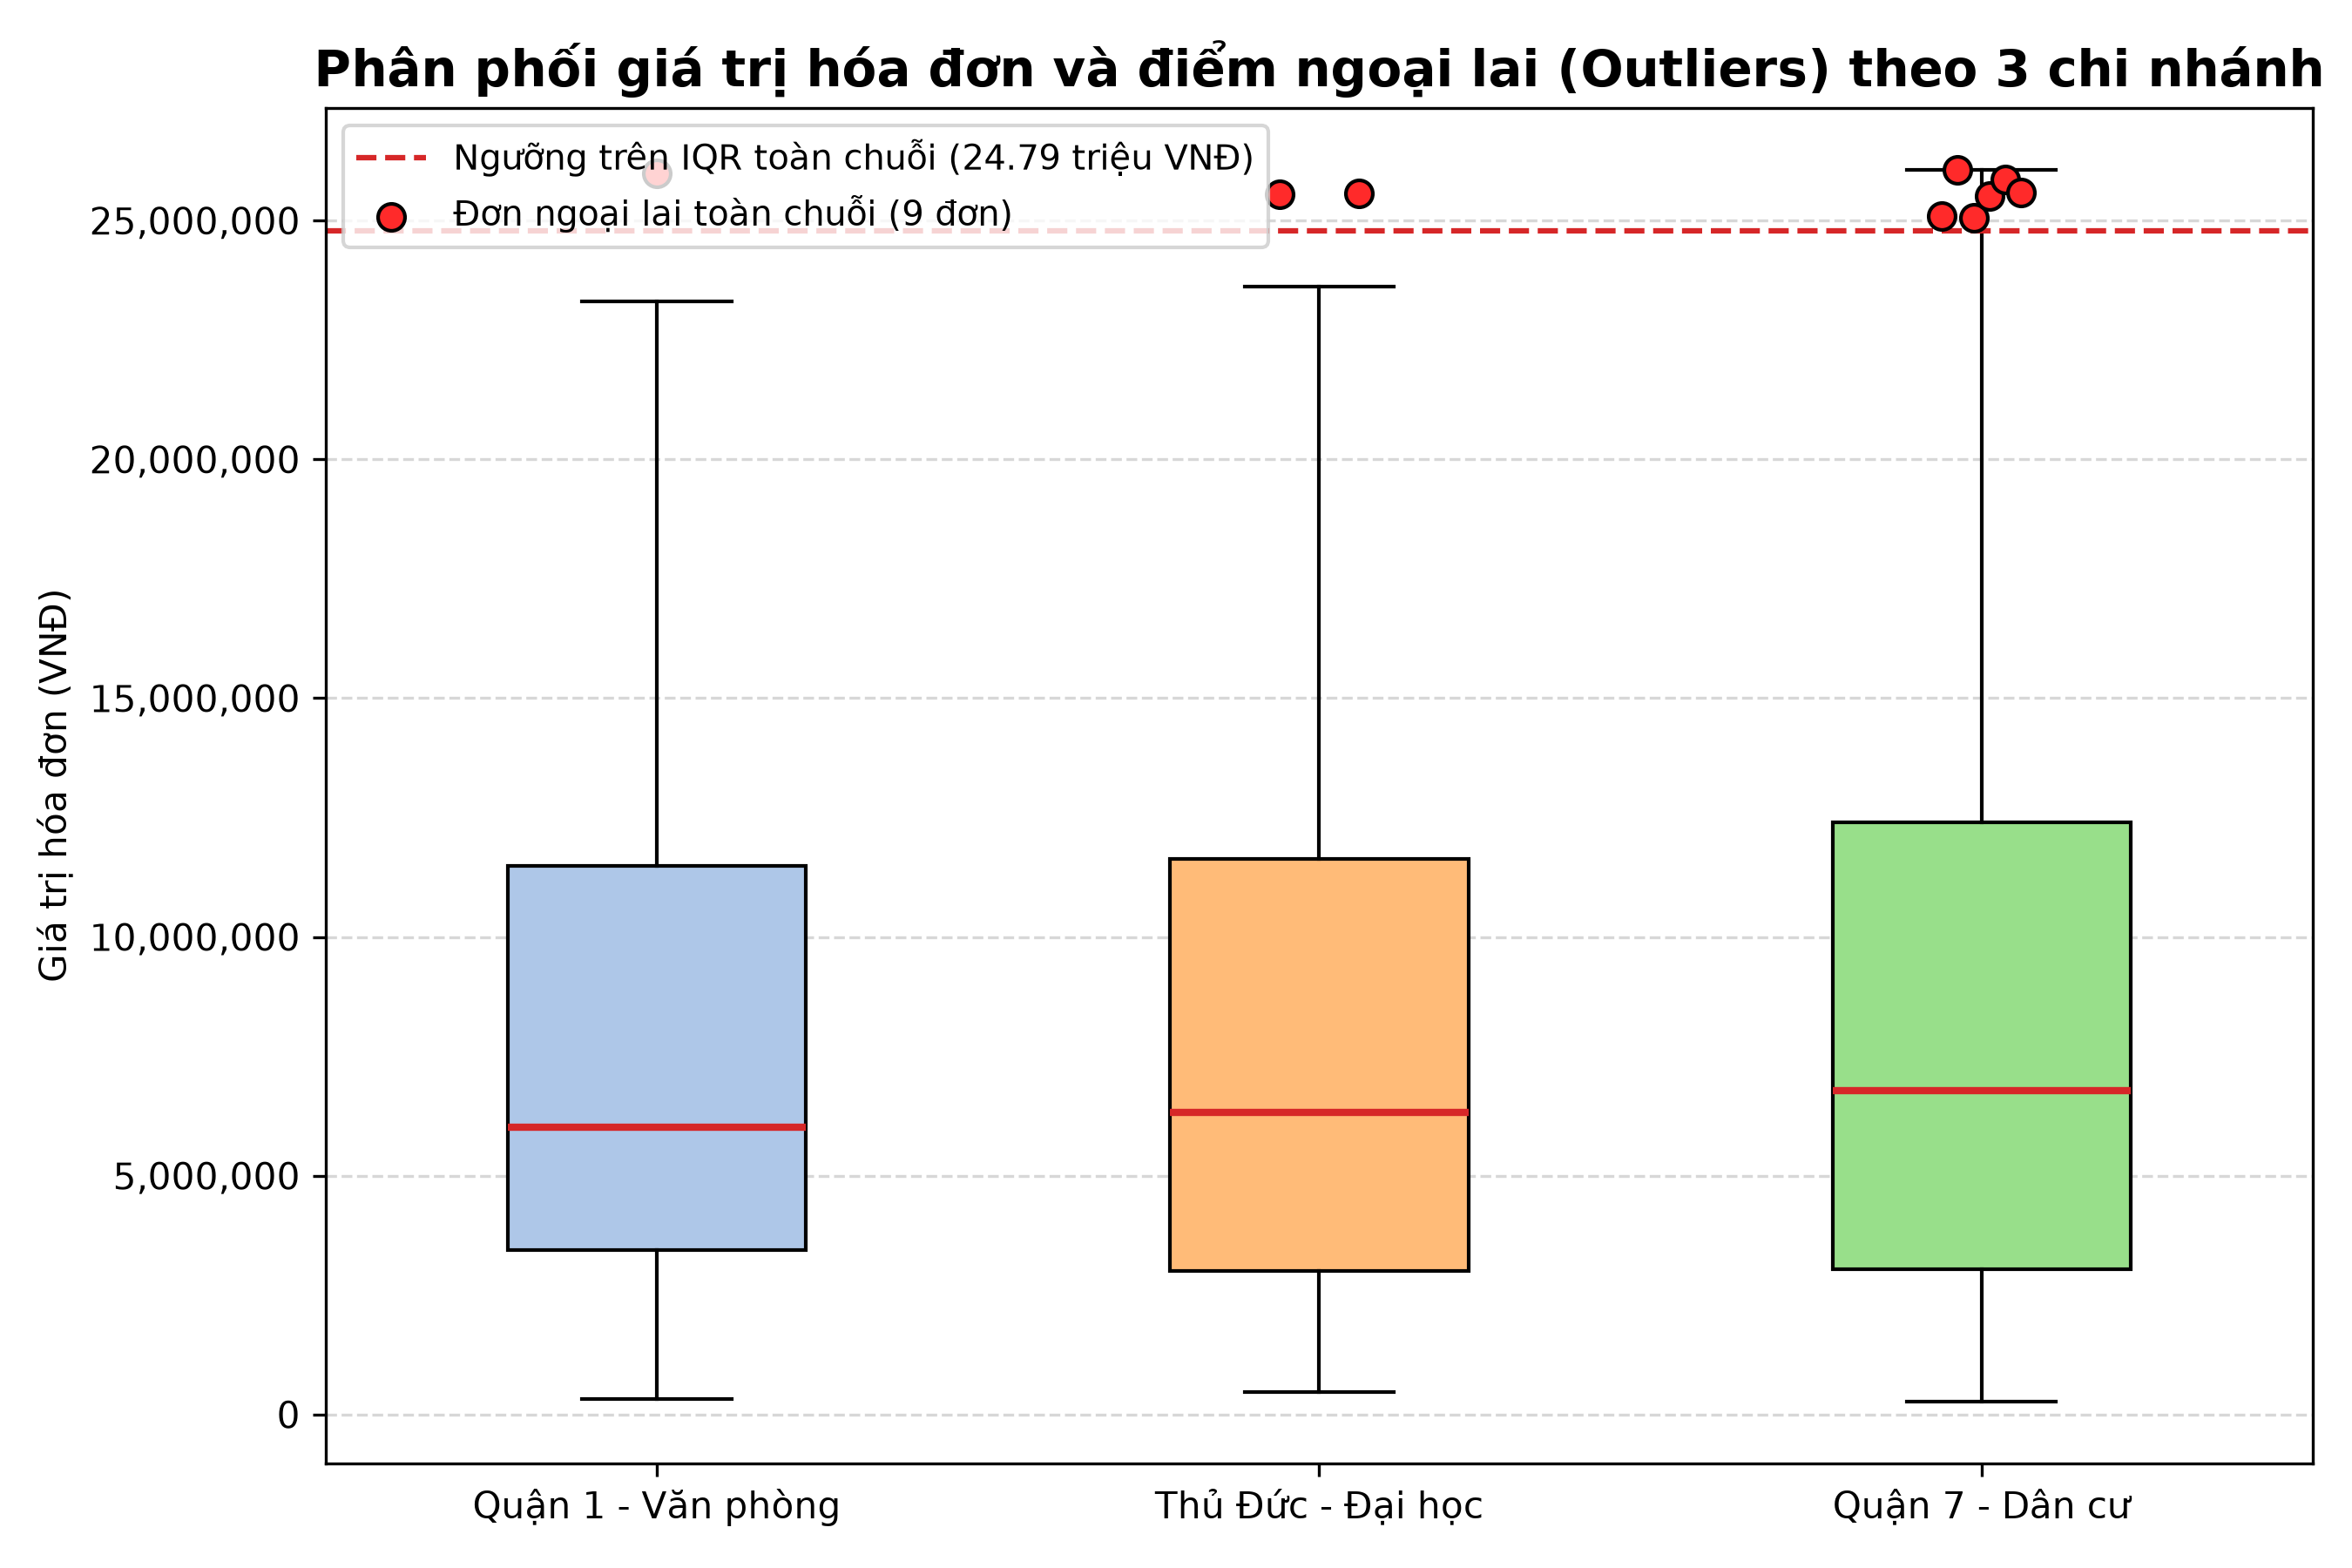 Phân phối giá trị hóa đơn và điểm ngoại lai (Outliers) theo 3 chi nhánh
Ngưỡng trên IQR toàn chuỗi (24.79 triệu VNĐ)
Đơn ngoại lai toàn chuỗi (9 đơn)
Giá trị hóa đơn (VNĐ)
25,000,000
20,000,000
15,000,000
10,000,000
5,000,000
0
Quận 1 - Văn phòng
Thủ Đức - Đại học
Quận 7 - Dân cư